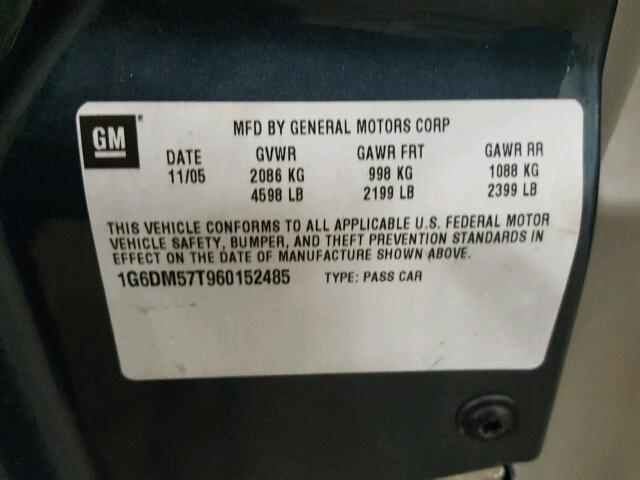 GM®
MFD BY GENERAL MOTORS CORP
DATE GVWR GAWR FRT GAWR RR
11/05 2086 KG 998 KG 1088 KG
4598 LB 2199 LB 2399 LB
THIS VEHICLE CONFORMS TO ALL APPLICABLE U.S. FEDERAL MOTOR
VEHICLE SAFETY, BUMPER, AND THEFT PREVENTION STANDARDS IN
EFFECT ON THE DATE OF MANUFACTURE SHOWN ABOVE.
1G6DM57T960152485 TYPE: PASS CAR